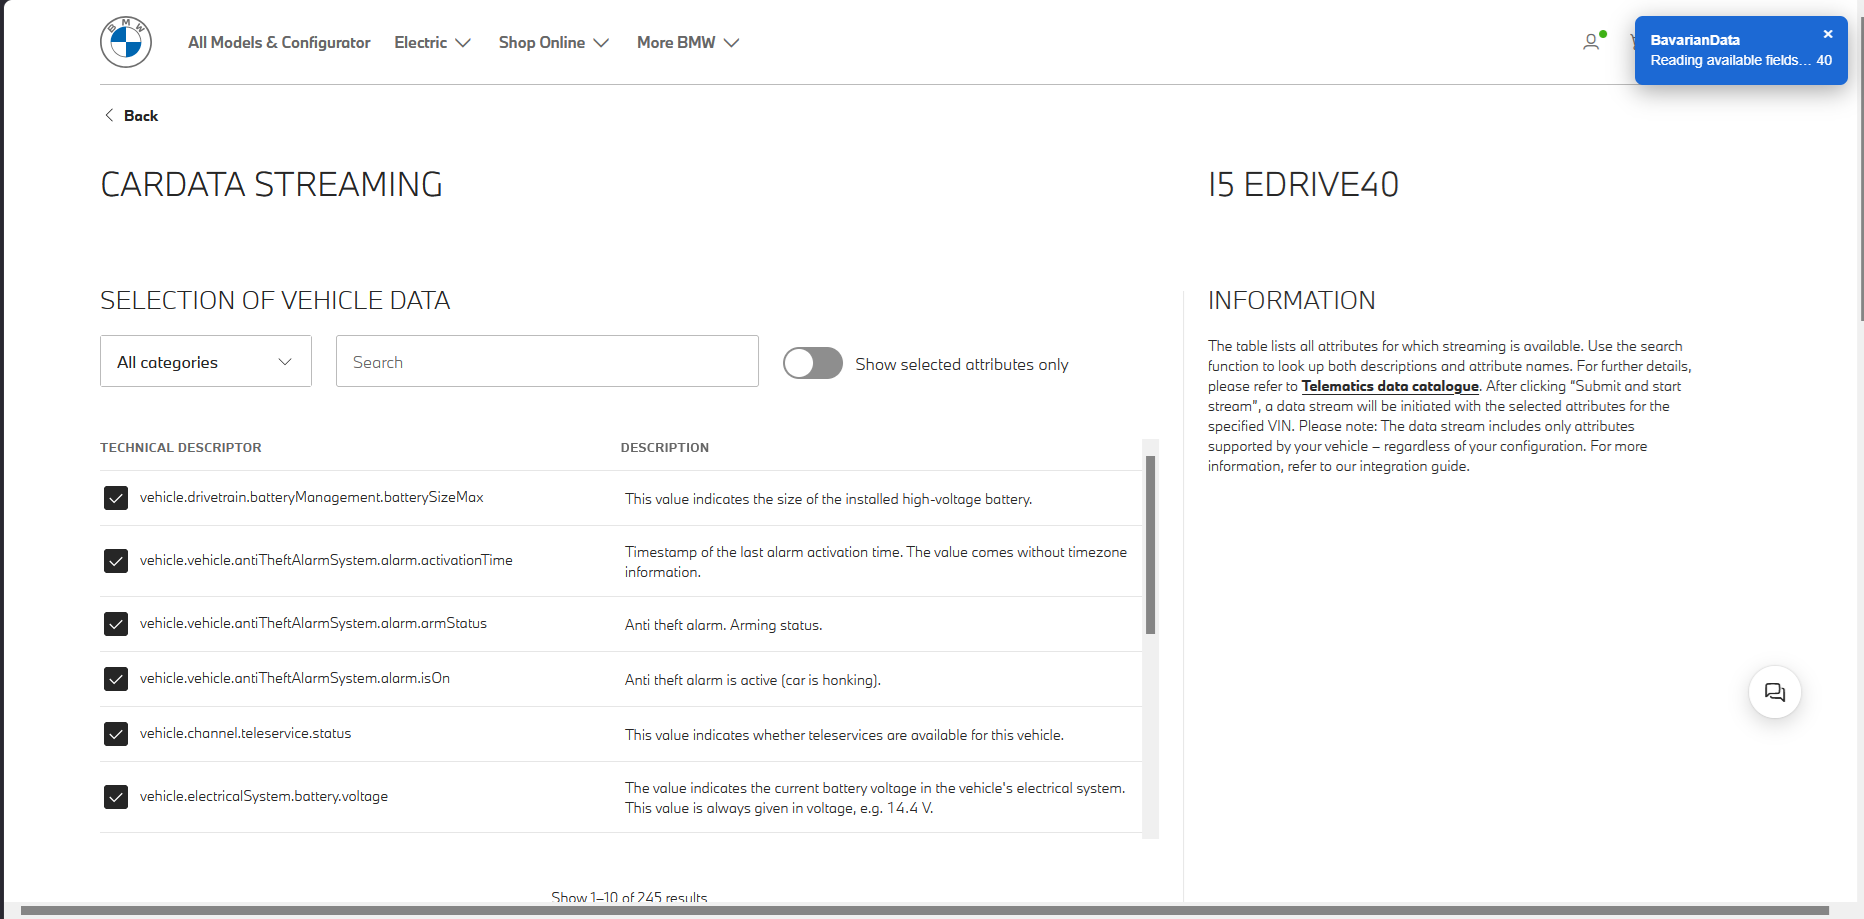 BMW
All Models & Configurator
Electric
Shop Online
More BMW
BavarianData
Reading available fields... 40
Back
CARDATA STREAMING
I5 EDRIVE40
SELECTION OF VEHICLE DATA
All categories
Search
Show selected attributes only
TECHNICAL DESCRIPTOR
DESCRIPTION
vehicle.drivetrain.batteryManagement.batterySizeMax
This value indicates the size of the installed high-voltage battery.
vehicle.vehicle.antiTheftAlarmSystem.alarm.activationTime
Timestamp of the last alarm activation time. The value comes without timezone
information.
vehicle.vehicle.antiTheftAlarmSystem.alarm.armStatus
Anti theft alarm. Arming status.
vehicle.vehicle.antiTheftAlarmSystem.alarm.isOn
Anti theft alarm is active (car is honking).
vehicle.channel.teleservice.status
This value indicates whether teleservices are available for this vehicle.
vehicle.electricalSystem.battery.voltage
The value indicates the current battery voltage in the vehicle's electrical system.
This value is always given in voltage, e.g. 14.4 V.
Show 1–10 of 245 results
INFORMATION
The table lists all attributes for which streaming is available. Use the search
function to look up both descriptions and attribute names. For further details,
please refer to Telematics data catalogue. After clicking “Submit and start
stream”, a data stream will be initiated with the selected attributes for the
specified VIN. Please note: The data stream includes only attributes
supported by your vehicle – regardless of your configuration. For more
information, refer to our integration guide.